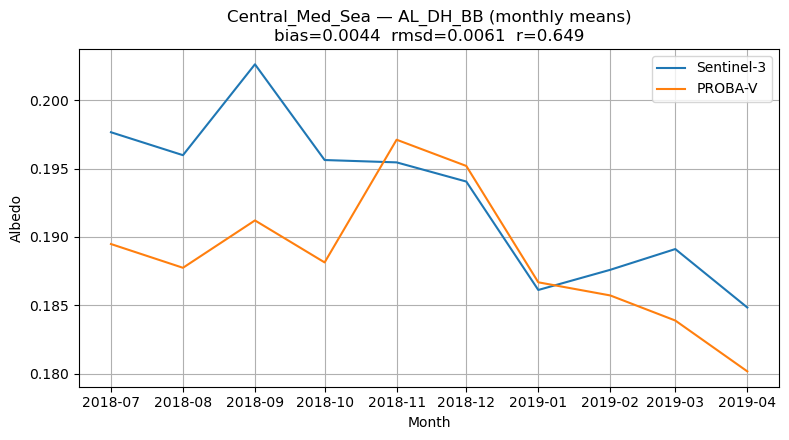 Central_Med_Sea — AL_DH_BB (monthly means)
bias=0.0044 rmsd=0.0061 r=0.649
Sentinel-3
PROBA-V
Albedo
0.200
0.195
0.190
0.185
0.180
2018-07 2018-08 2018-09 2018-10 2018-11 2018-12 2019-01 2019-02 2019-03 2019-04
Month